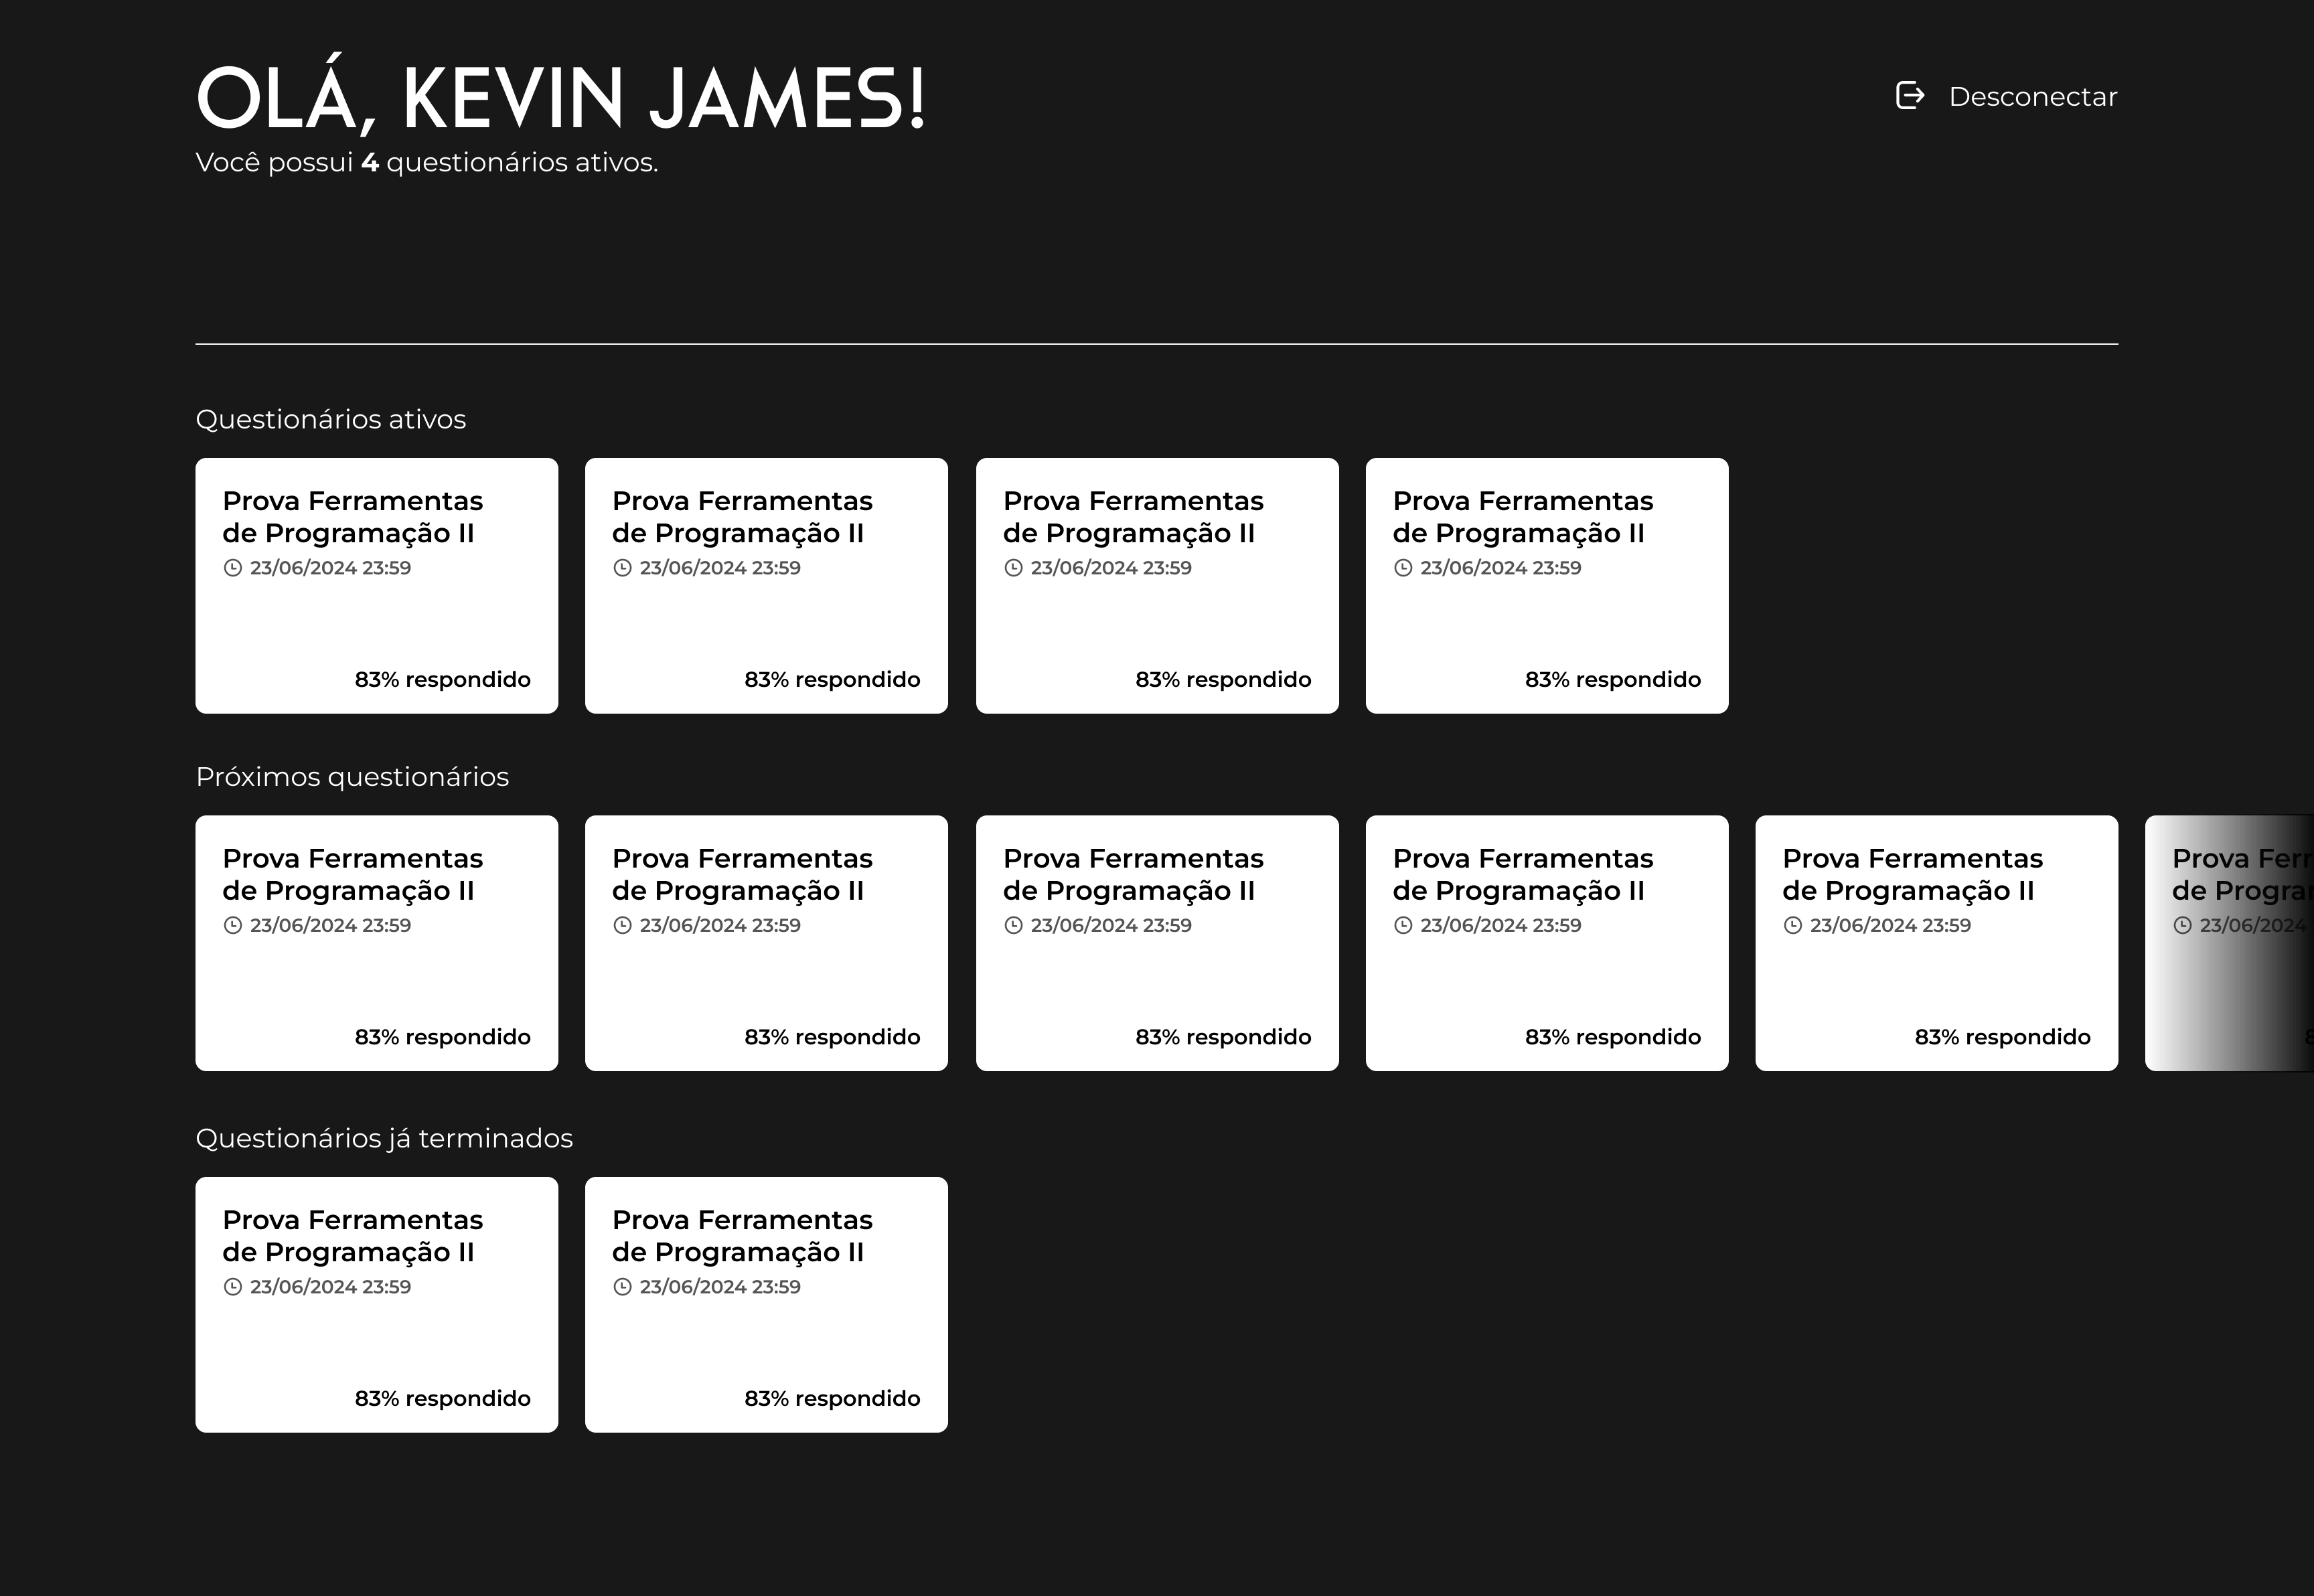 OLÁ, KEVIN JAMES!
Desconectar
Você possui 4 questionários ativos.
Questionários ativos
Prova Ferramentas
de Programação II
23/06/2024 23:59
83% respondido
Prova Ferramentas
de Programação II
23/06/2024 23:59
83% respondido
Prova Ferramentas
de Programação II
23/06/2024 23:59
83% respondido
Prova Ferramentas
de Programação II
23/06/2024 23:59
83% respondido
Próximos questionários
Prova Ferramentas
de Programação II
23/06/2024 23:59
83% respondido
Prova Ferramentas
de Programação II
23/06/2024 23:59
83% respondido
Prova Ferramentas
de Programação II
23/06/2024 23:59
83% respondido
Prova Ferramentas
de Programação II
23/06/2024 23:59
83% respondido
Prova Ferramentas
de Programação II
23/06/2024 23:59
83% respondido
Prova
de
23/06/2024
Questionários já terminados
Prova Ferramentas
de Programação II
23/06/2024 23:59
83% respondido
Prova Ferramentas
de Programação II
23/06/2024 23:59
83% respondido